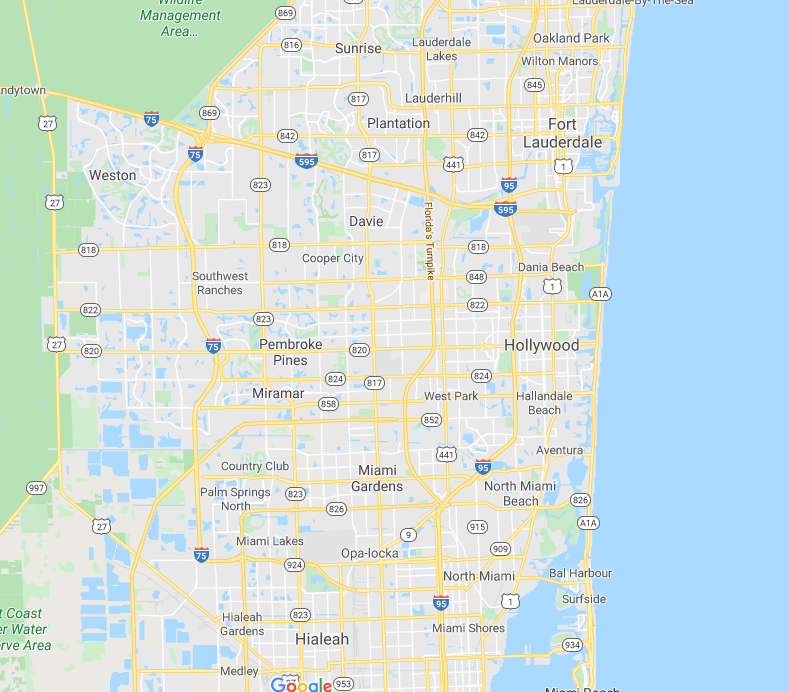 Lauderdale-By-The-Sea
Wildlife
Management
Area...
869
816
Sunrise
Lauderdale
Lakes
Oakland Park
Wilton Manors
845
817
Lauderhill
869
75
27
Plantation
842
842
Fort
Lauderdale
75
817
595
441
1
Weston
823
95
27
595
Davie
Florida's Turnpike
818
818
818
Cooper City
Dania Beach
Southwest
Ranches
848
1
A1A
822
822
823
27
820
75
Pembroke
Pines
820
Hollywood
824
817
824
Miramar
858
West Park
Hallandale
Beach
852
441
Aventura
Country Club
Miami
Gardens
95
997
Palm Springs
North
823
North Miami
Beach
826
826
27
A1A
915
Miami Lakes
9
909
75
Opa-locka
924
North Miami
Bal Harbour
95
1
Surfside
Hialeah
Gardens
823
Miami Shores
Hialeah
934
Medley
Google
953
Miami Beach